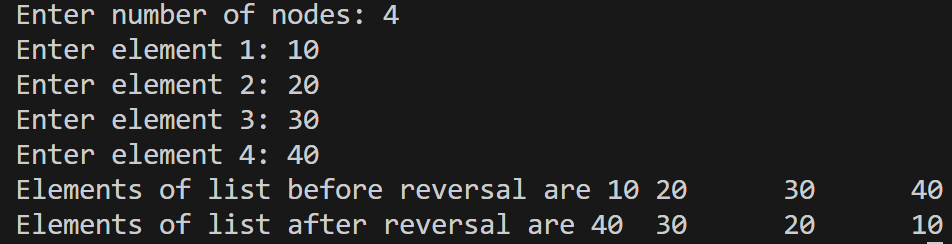 Enter number of nodes: 4
Enter element 1: 10
Enter element 2: 20
Enter element 3: 30
Enter element 4: 40
Elements of list before reversal are 10 20      30      40
Elements of list after reversal are 40  30      20      10